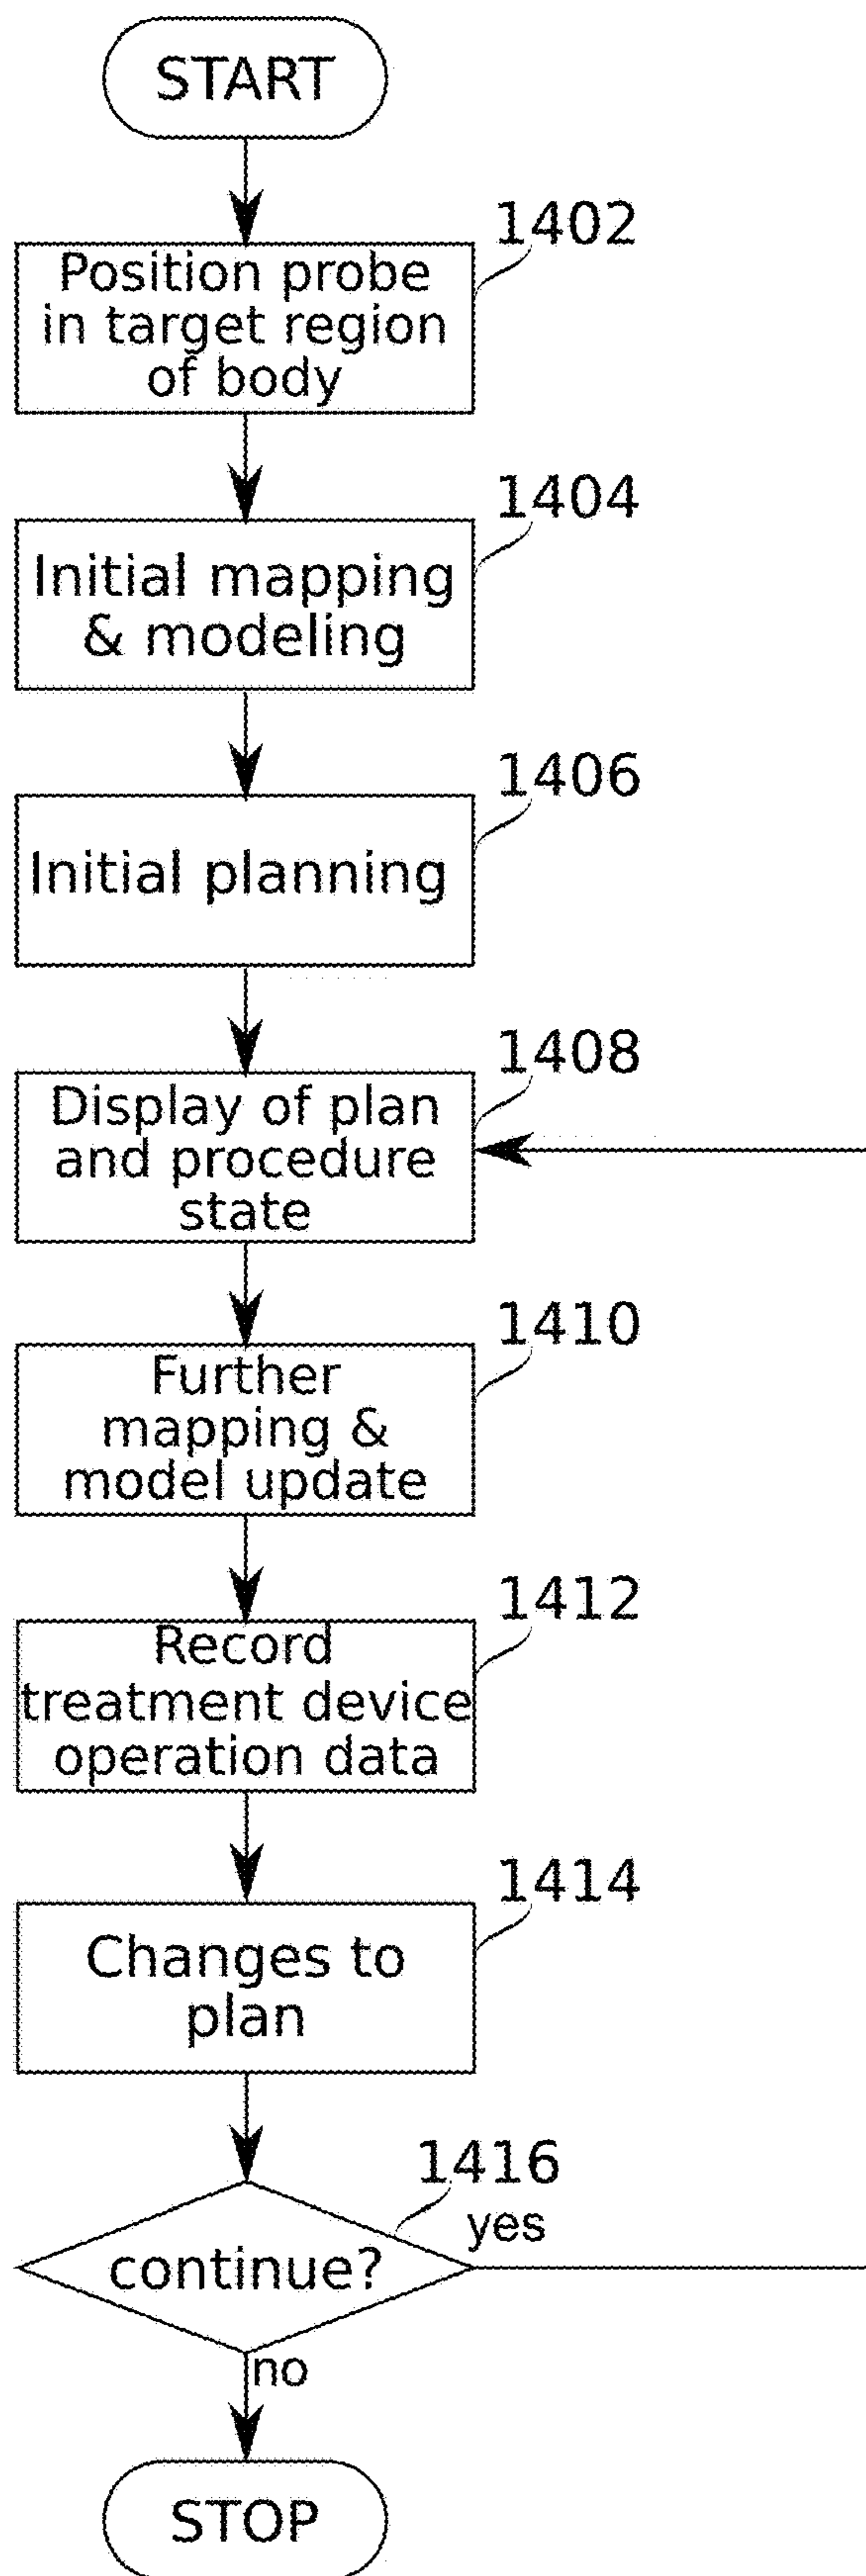 START
1402
Position probe
in target region
of body
1404
Initial mapping
& modeling
1406
Initial planning
1408
Display of plan
and procedure
state
1410
Further
mapping &
model update
1412
Record
treatment device
operation data
1414
Changes to
plan
1416
yes
continue?
no
STOP